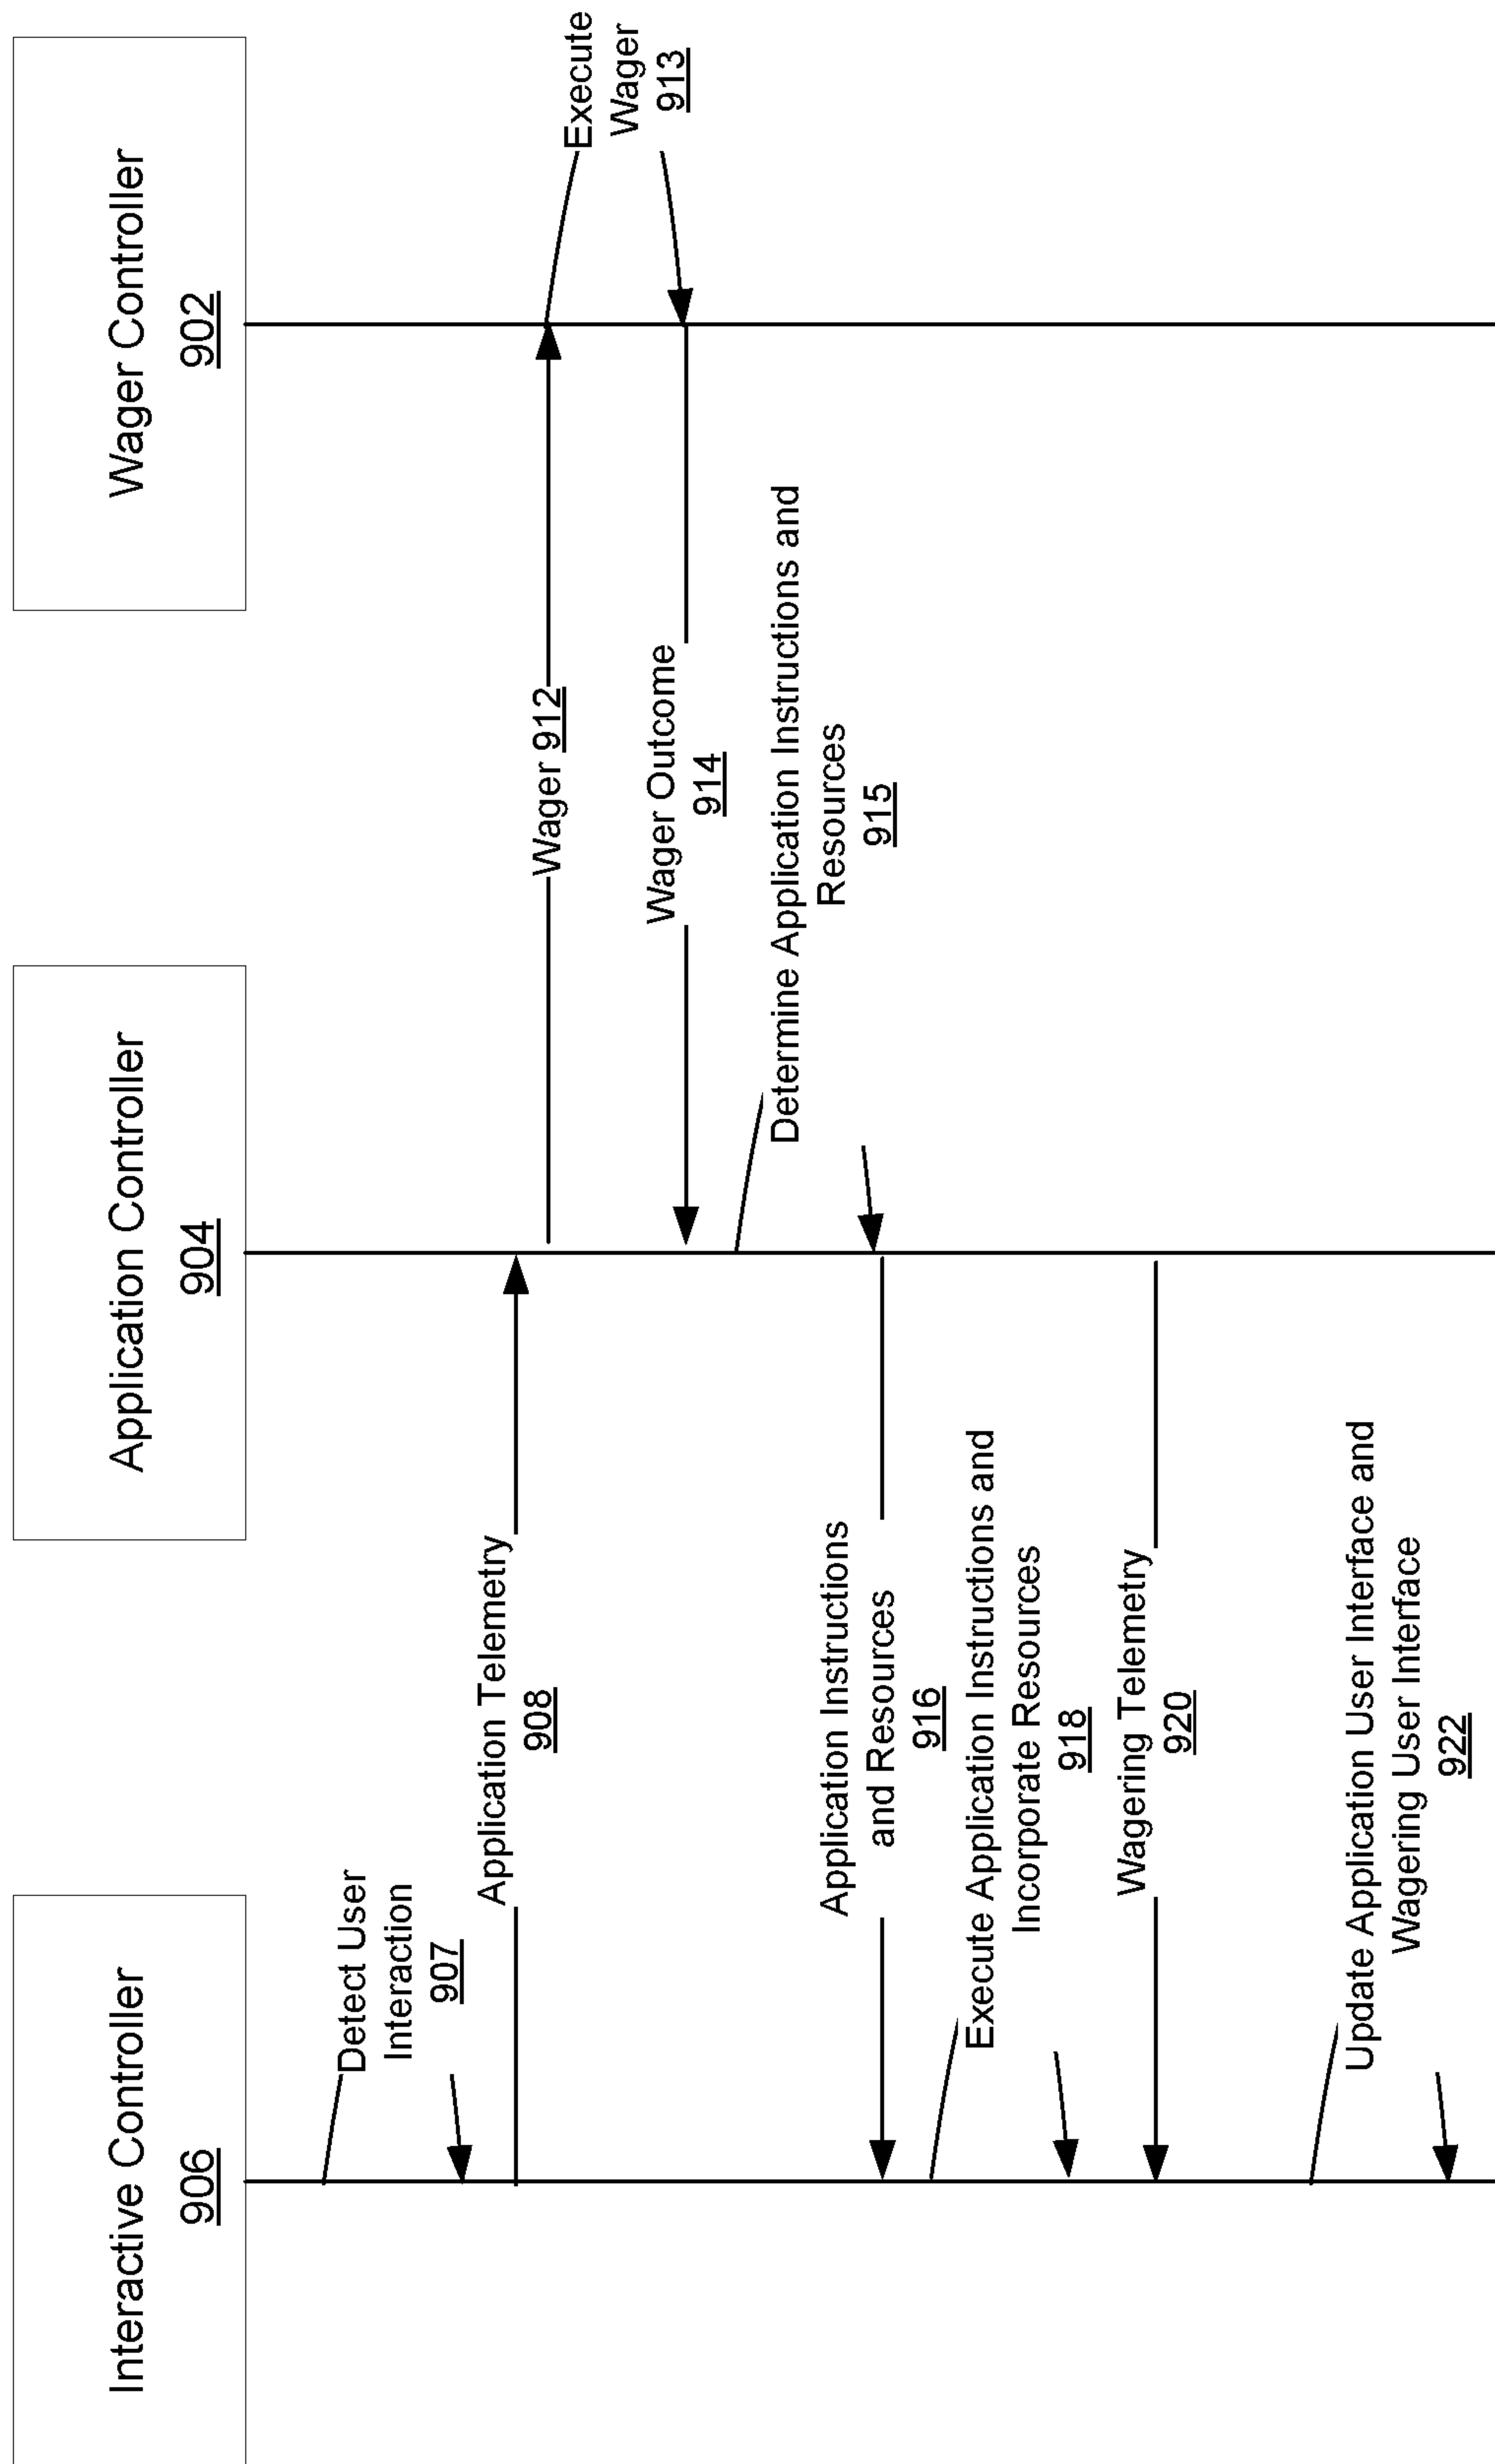 Interactive Controller
906
Application Controller
904
Wager Controller
902
Detect User
Interaction
907
Application Telemetry
908
Wager 912
Execute
Wager
913
Wager Outcome
914
Determine Application Instructions and
Resources
915
Application Instructions
and Resources
916
Execute Application Instructions and
Incorporate Resources
918
Wagering Telemetry
920
Update Application User Interface and
Wagering User Interface
922